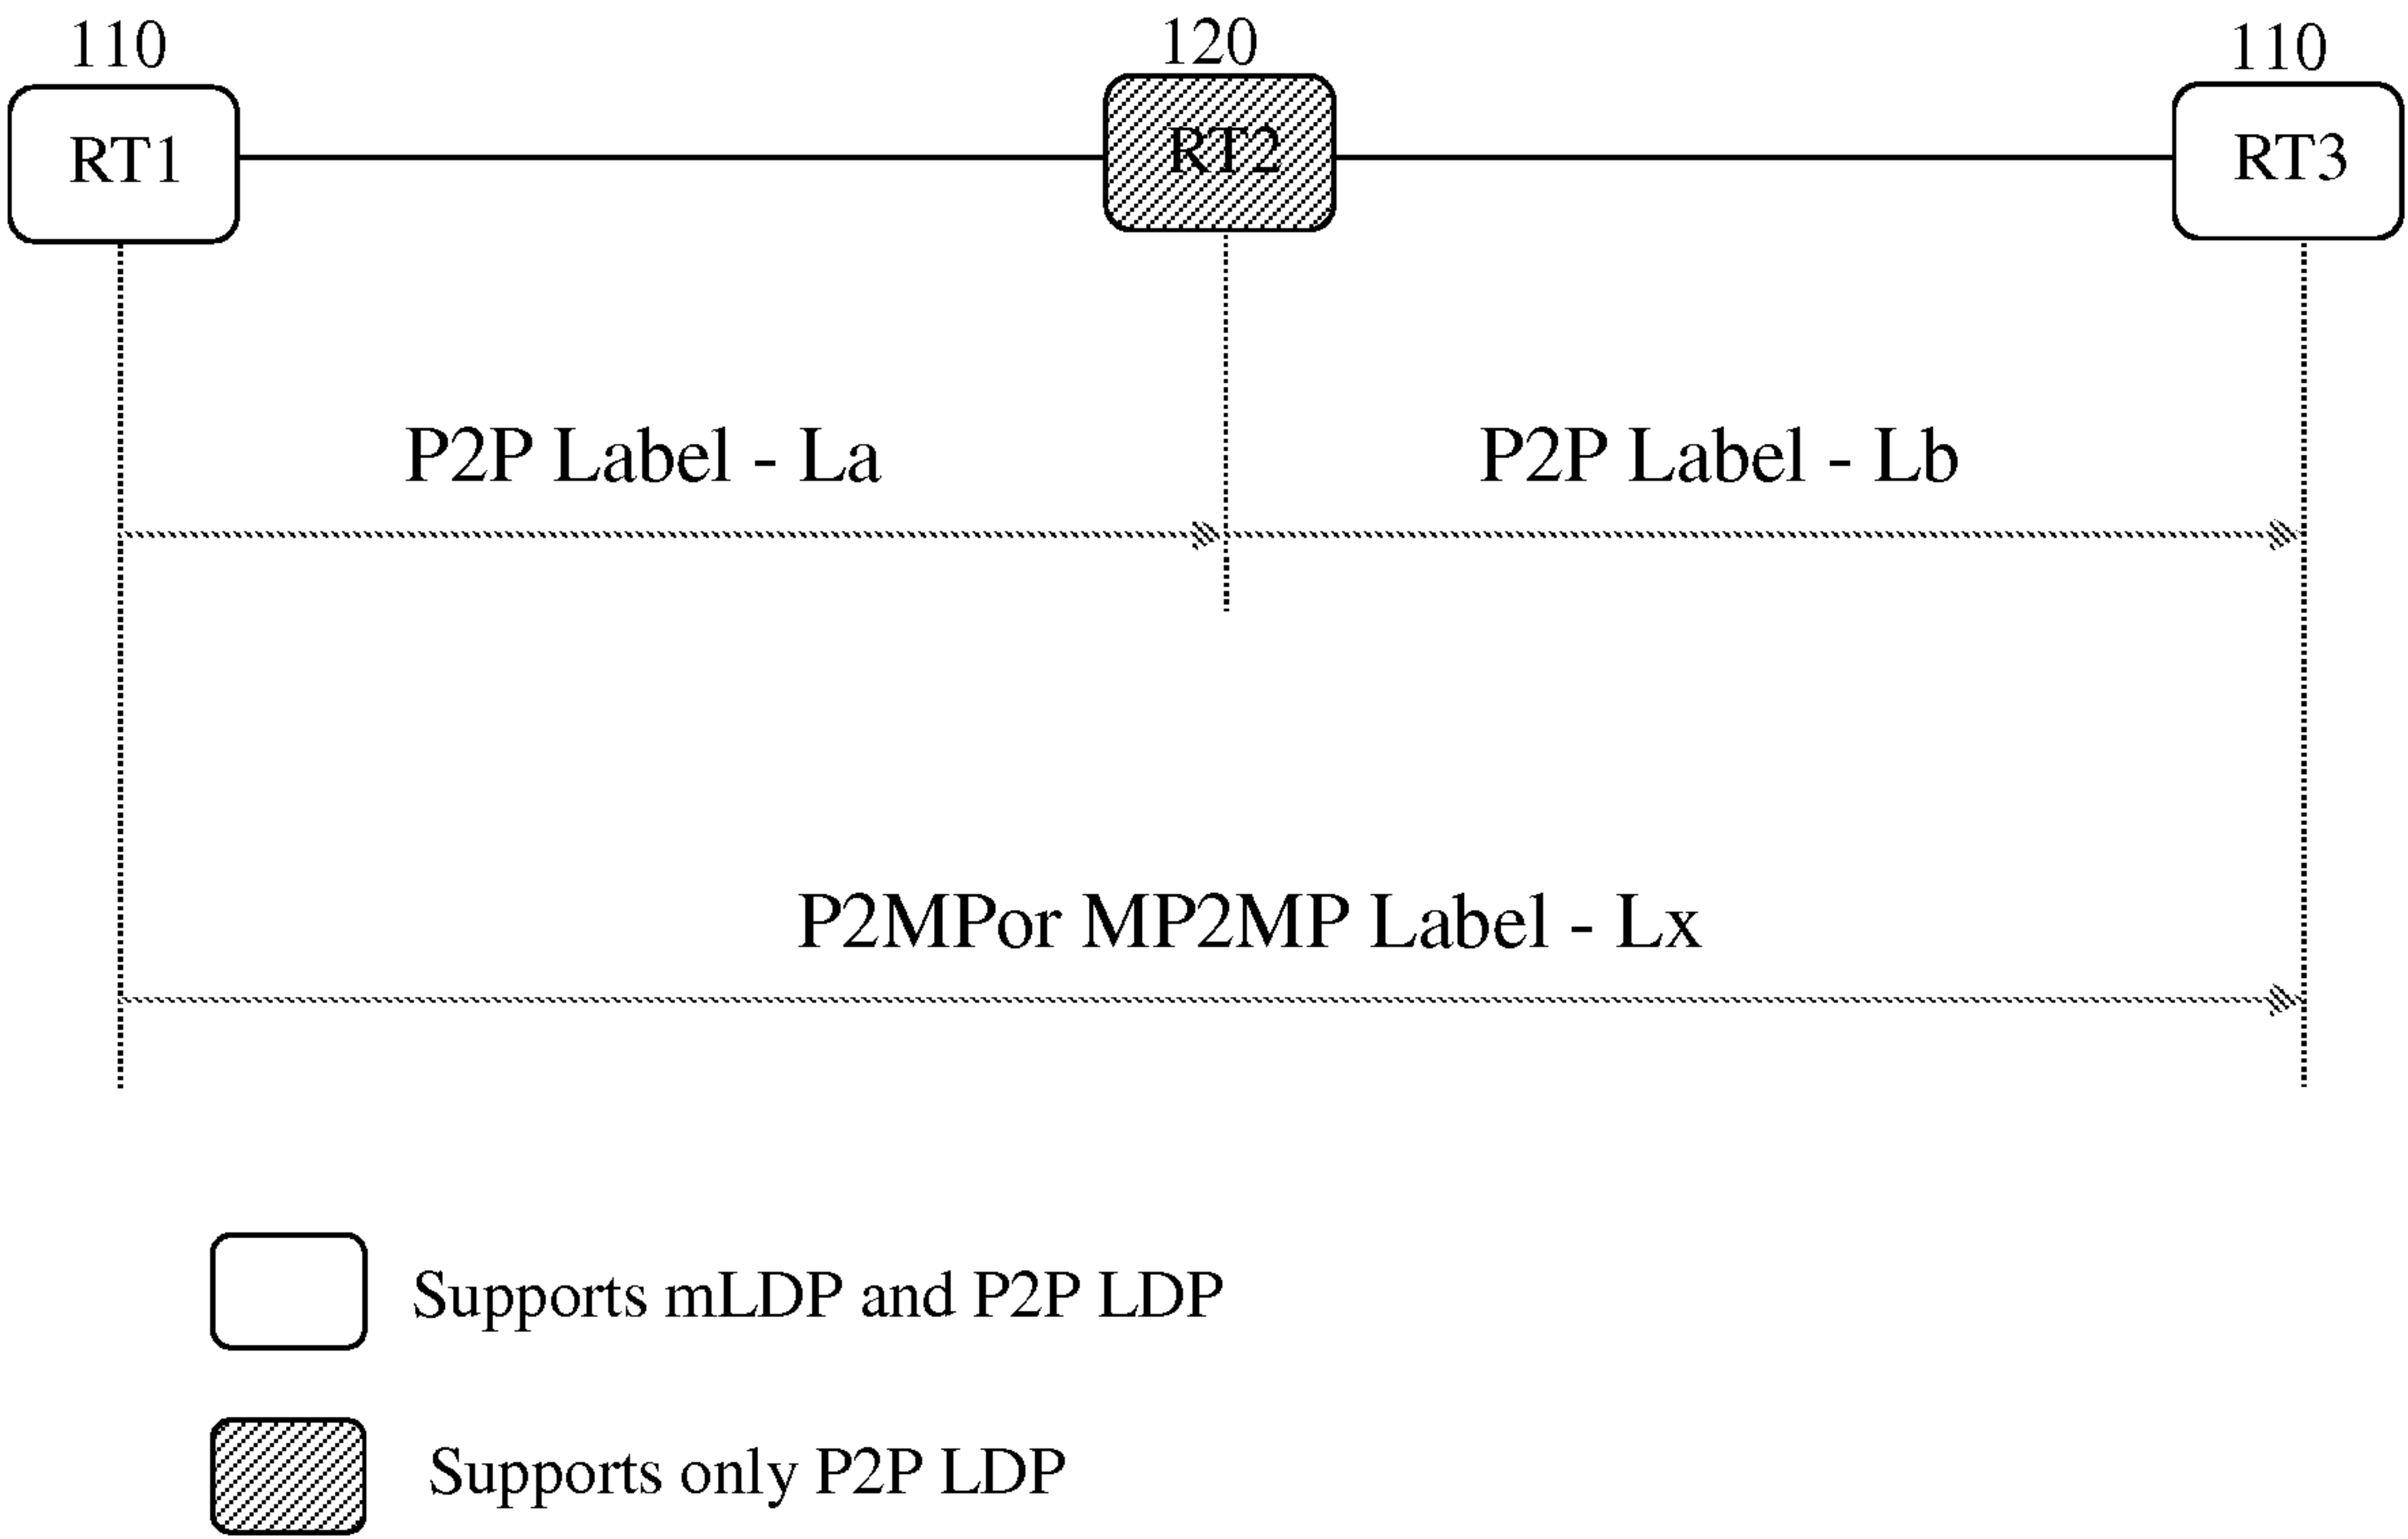 110
120
110
RT1
RT2
RT3
P2P Label - La
P2P Label - Lb
P2MPor MP2MP Label - Lx
Supports mLDP and P2P LDP
Supports only P2P LDP